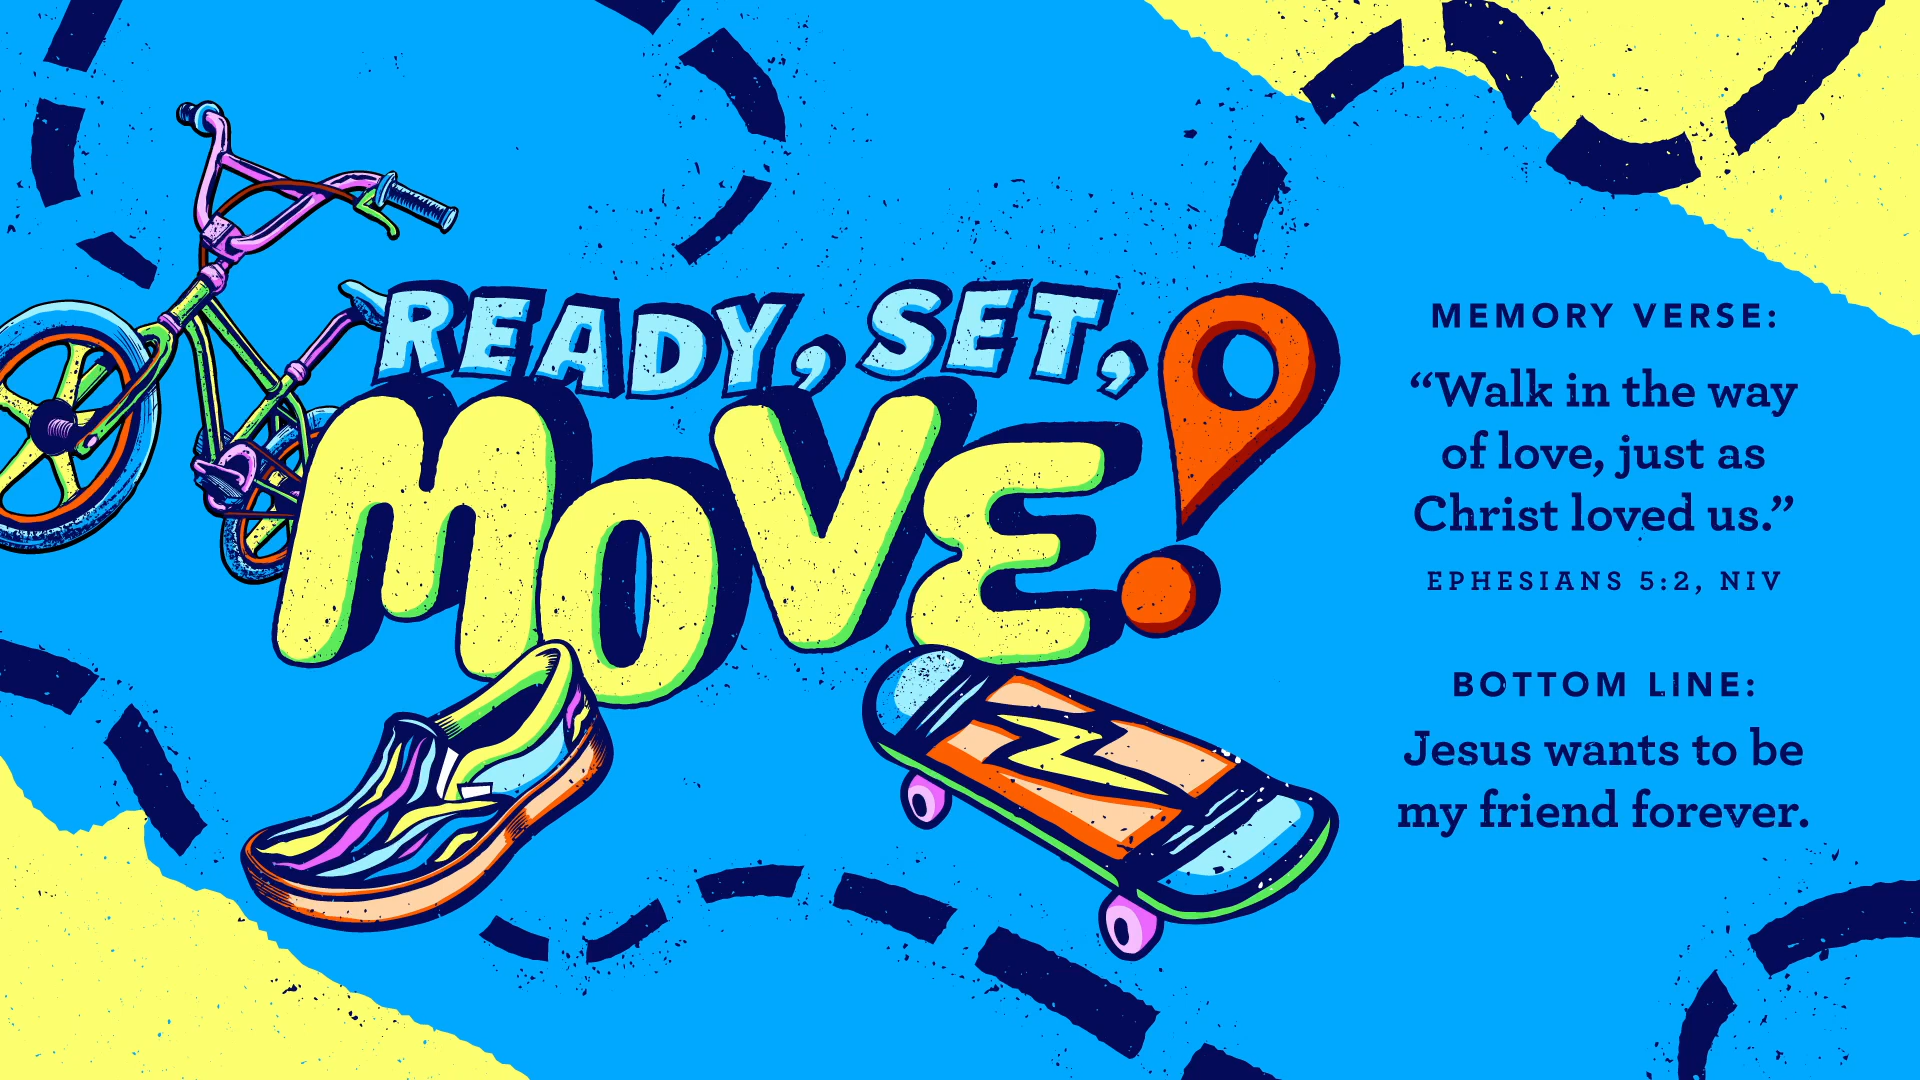 READY, SET,
MOVE!
MEMORY VERSE:
“Walk in the way
of love, just as
Christ loved us.”
EPHESIANS 5:2, NIV
BOTTOM LINE:
Jesus wants to be
my friend forever.